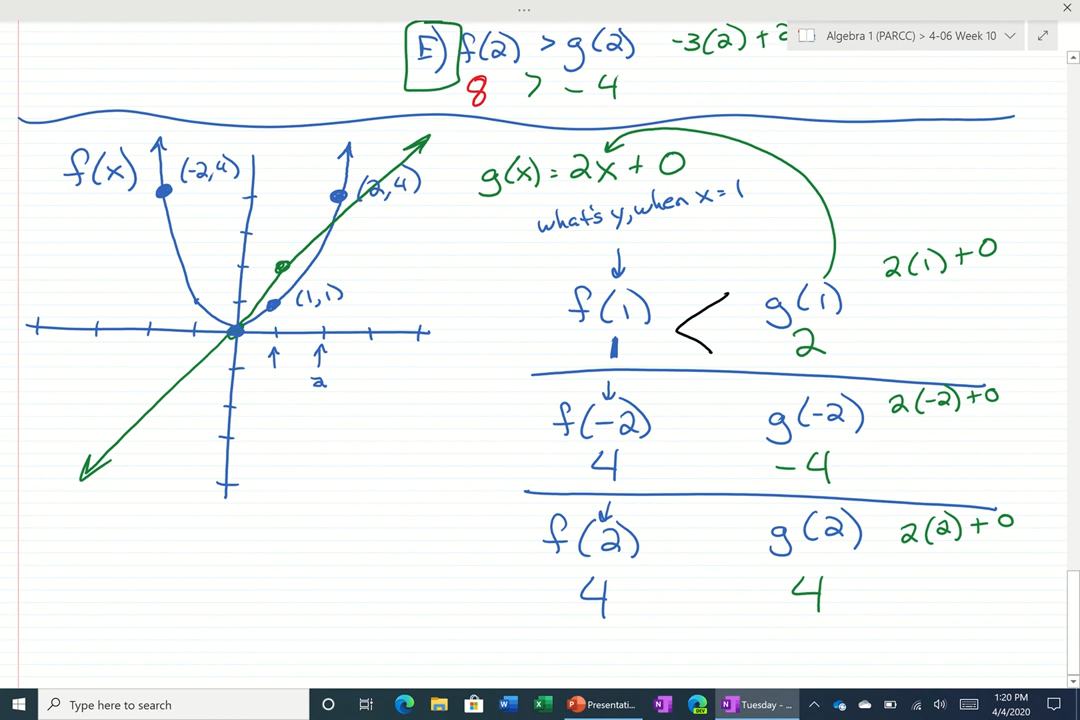 E) f(2) > g(2) -3(2) + 2
Algebra 1 (PARCC) > 4-06 Week 10
8 > -4
f(x) (-2,4) (2,4)
g(x) = 2x + 0
what's y, when x = 1
2(1) + 0
(1,1)
f(1) < g(1)
1 2
2
f(-2) g(-2) 2(-2) + 0
4 -4
f(2) g(2) 2(2) + 0
4 4
Type here to search
Presentati...
Tuesday - ...
DEV
1:20 PM
4/4/2020